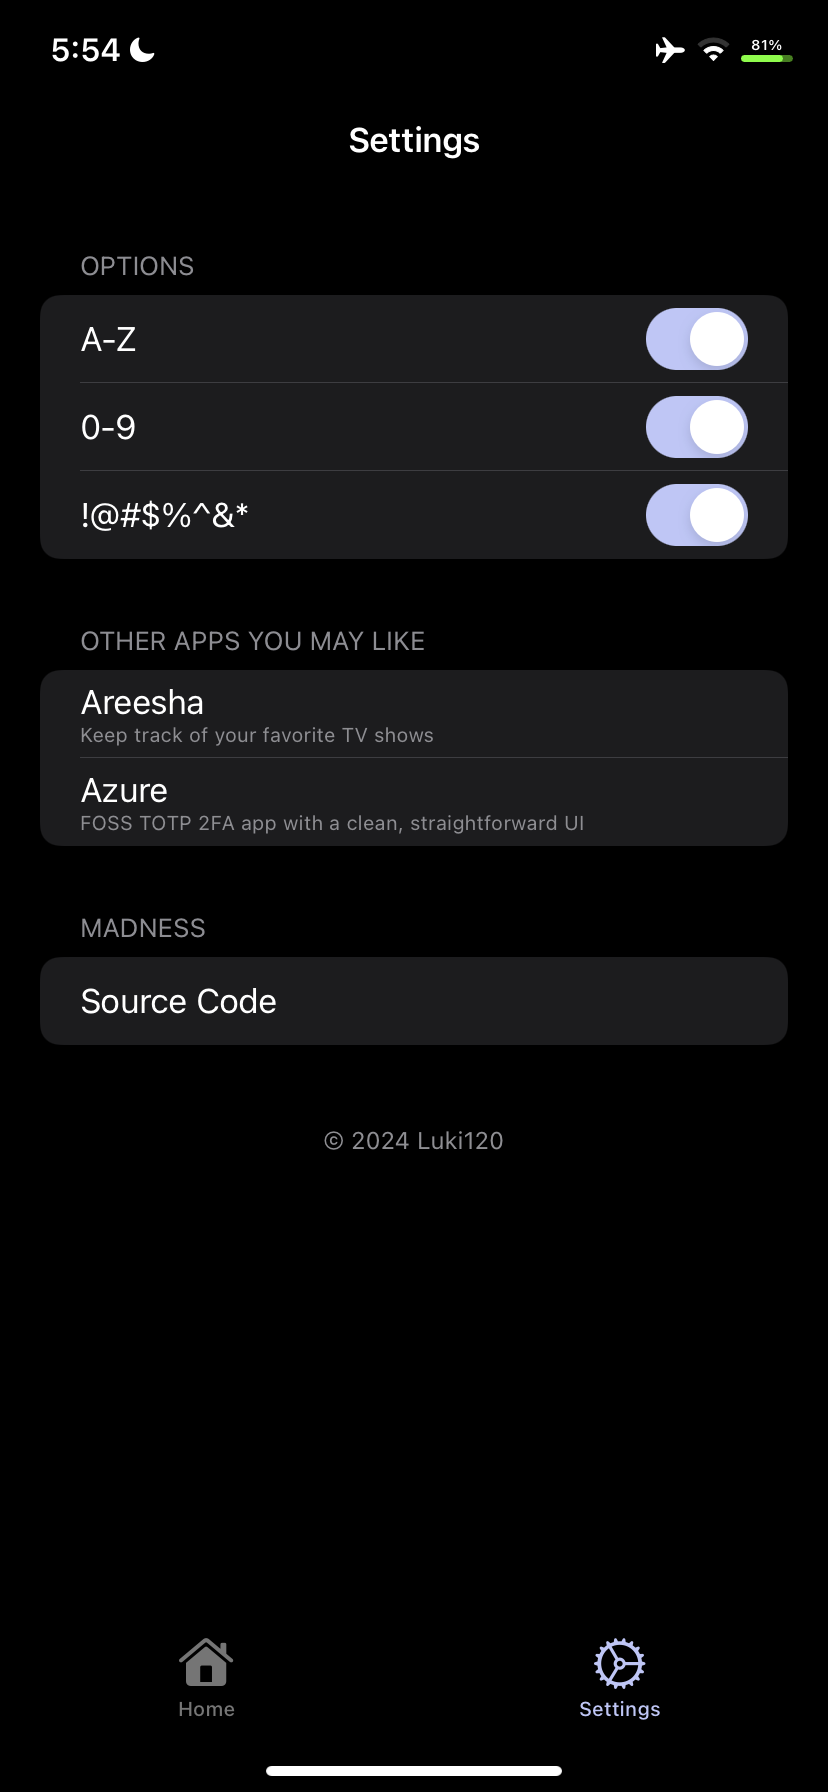 5:54
81%
Settings
OPTIONS
A-Z
0-9
!@#$%^&*
OTHER APPS YOU MAY LIKE
Areesha
Keep track of your favorite TV shows
Azure
FOSS TOTP 2FA app with a clean, straightforward UI
MADNESS
Source Code
© 2024 Luki120
Home
Settings